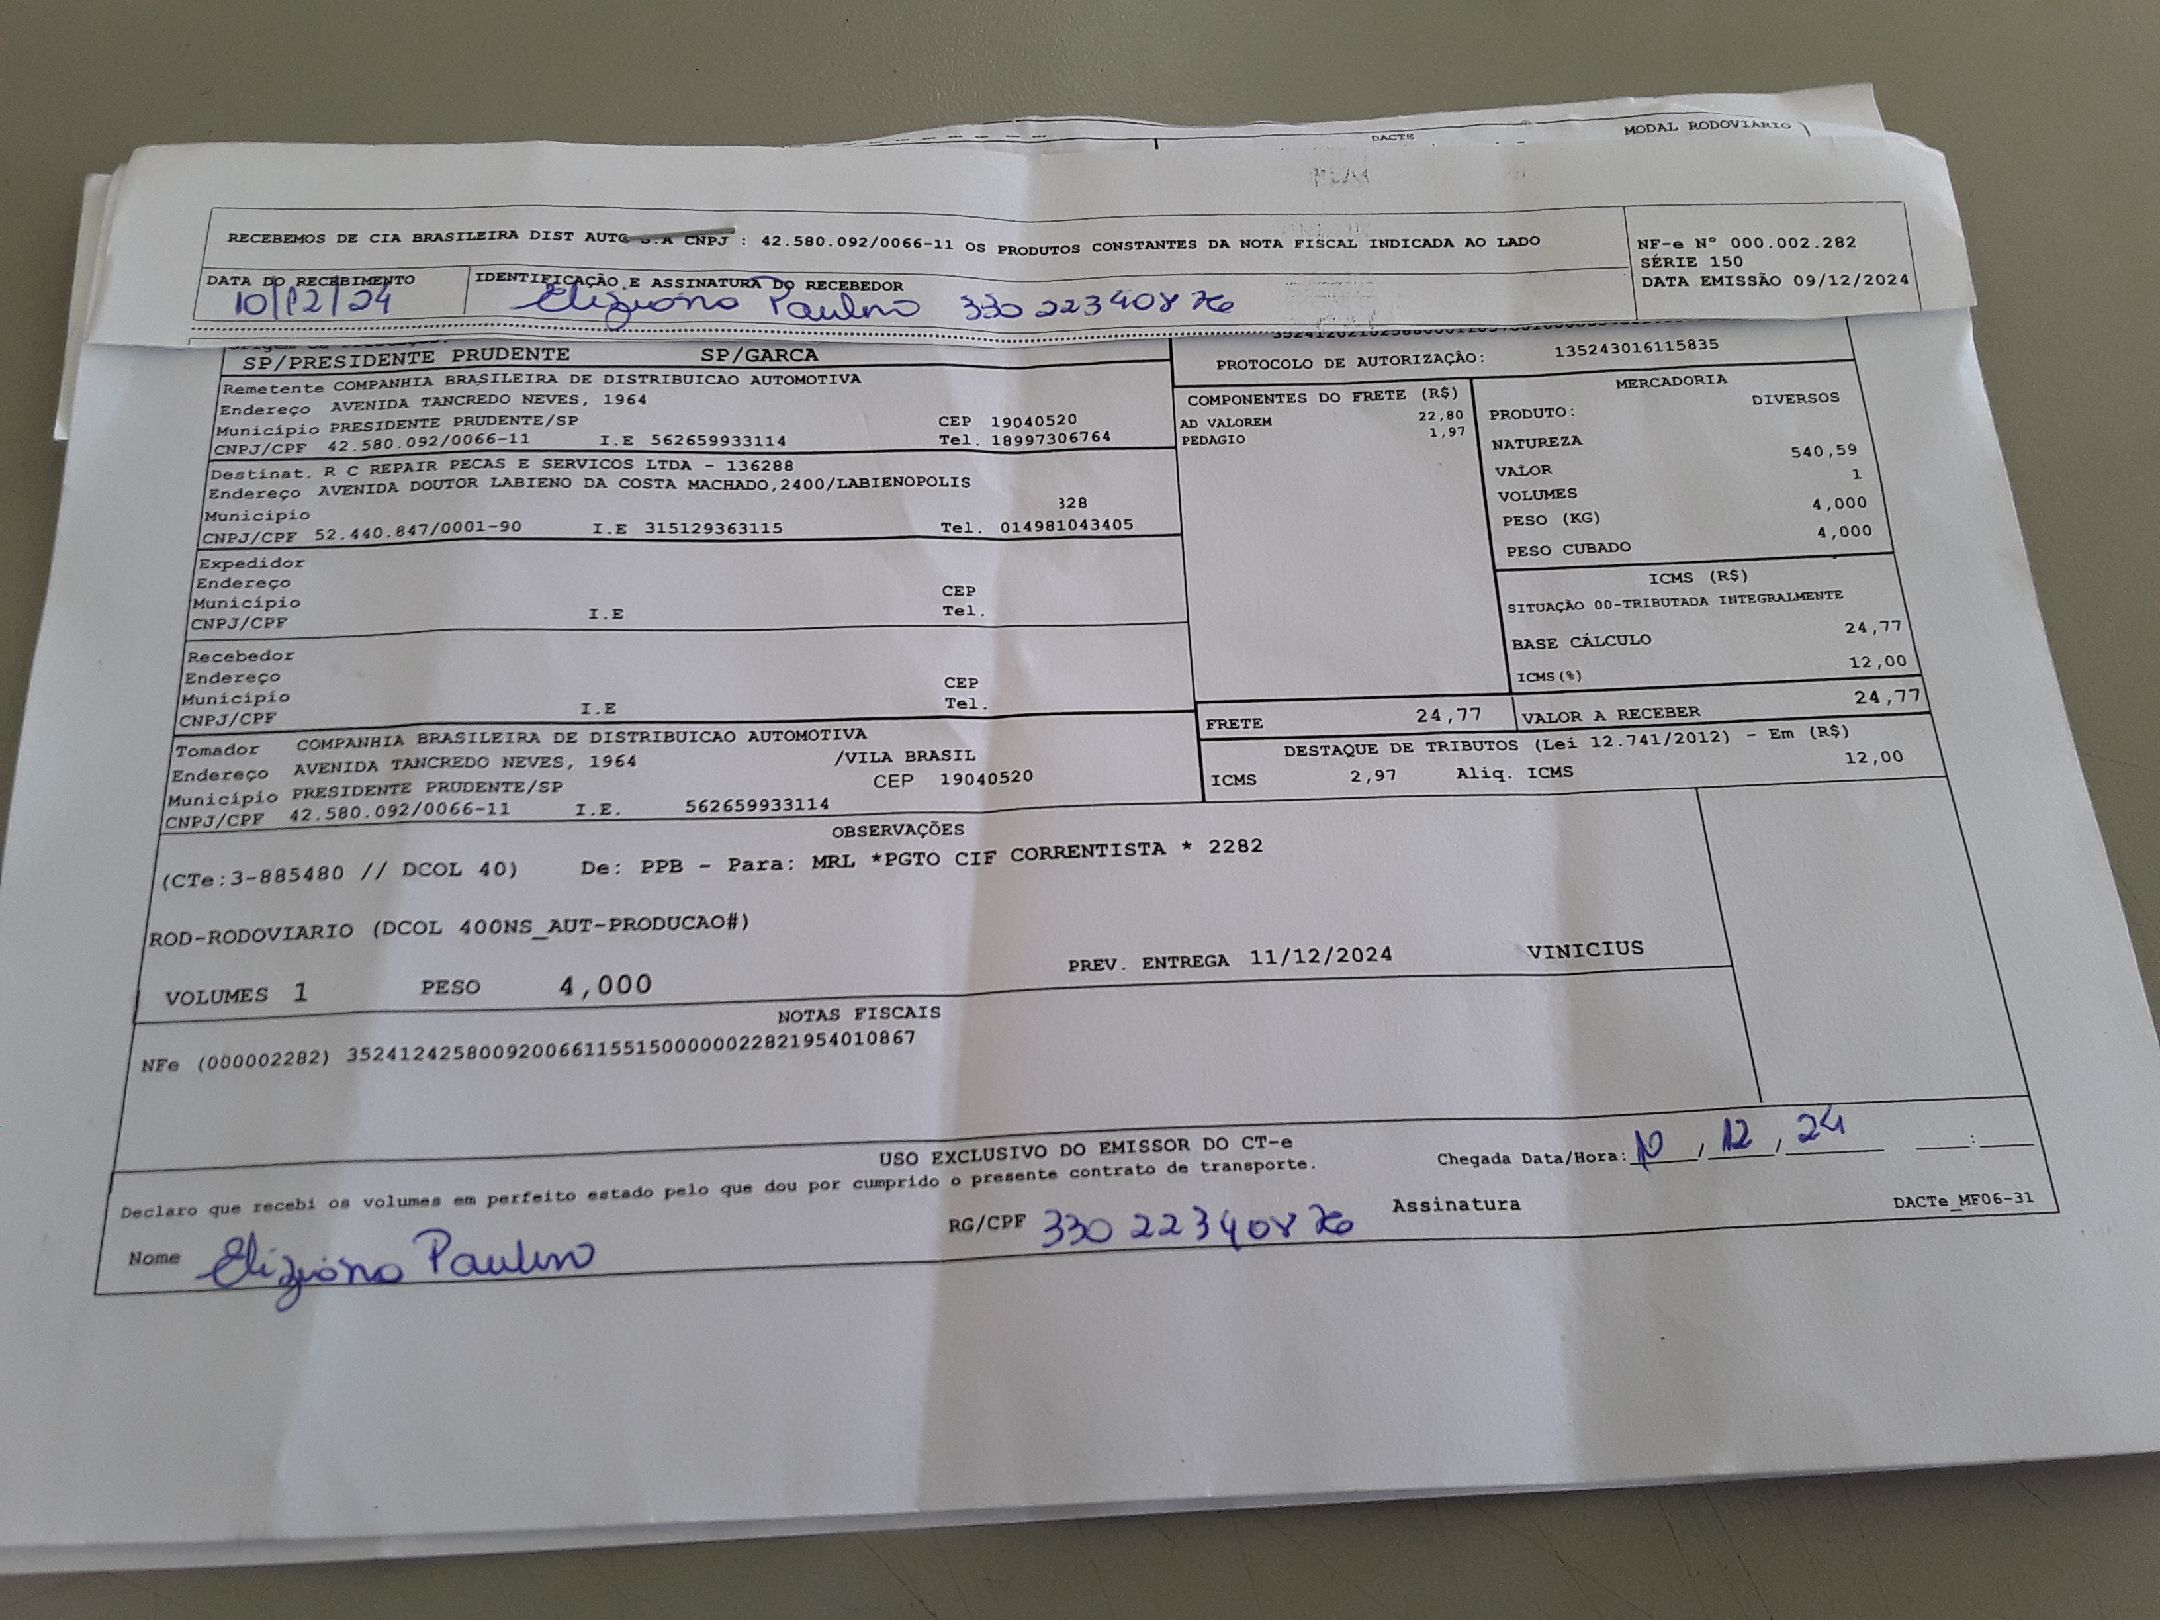 DACTE MODAL RODOVIARIO
RECEBEMOS DE CIA BRASILEIRA DIST AUTO S.A CNPJ : 42.580.092/0066-11 OS PRODUTOS CONSTANTES DA NOTA FISCAL INDICADA AO LADO
NF-e Nº 000.002.282
SÉRIE 150
DATA EMISSÃO 09/12/2024
DATA DO RECEBIMENTO
10/12/24
IDENTIFICAÇÃO E ASSINATURA DO RECEBEDOR
Eliziono Paulino 330 22340876
SP/PRESIDENTE PRUDENTE SP/GARCA
PROTOCOLO DE AUTORIZAÇÃO: 135243016115835
Remetente COMPANHIA BRASILEIRA DE DISTRIBUICAO AUTOMOTIVA
Endereço AVENIDA TANCREDO NEVES, 1964
Município PRESIDENTE PRUDENTE/SP CEP 19040520
CNPJ/CPF 42.580.092/0066-11 I.E 562659933114 Tel. 18997306764
Destinat. R C REPAIR PECAS E SERVICOS LTDA - 136288
Endereço AVENIDA DOUTOR LABIENO DA COSTA MACHADO,2400/LABIENOPOLIS
Município 328
CNPJ/CPF 52.440.847/0001-90 I.E 315129363115 Tel. 014981043405
Expedidor
Endereço CEP
Município Tel.
CNPJ/CPF I.E
Recebedor
Endereço CEP
Município Tel.
CNPJ/CPF I.E
Tomador COMPANHIA BRASILEIRA DE DISTRIBUICAO AUTOMOTIVA
Endereço AVENIDA TANCREDO NEVES, 1964 /VILA BRASIL
Município PRESIDENTE PRUDENTE/SP CEP 19040520
CNPJ/CPF 42.580.092/0066-11 I.E. 562659933114
COMPONENTES DO FRETE (R$)
AD VALOREM 22,80
PEDAGIO 1,97
MERCADORIA
PRODUTO: DIVERSOS
NATUREZA
VALOR 540,59
VOLUMES 1
PESO (KG) 4,000
PESO CUBADO 4,000
ICMS (R$)
SITUAÇÃO 00-TRIBUTADA INTEGRALMENTE
BASE CÁLCULO 24,77
ICMS(%) 12,00
FRETE 24,77 VALOR A RECEBER 24,77
DESTAQUE DE TRIBUTOS (Lei 12.741/2012) - Em (R$)
ICMS 2,97 Aliq. ICMS 12,00
OBSERVAÇÕES
(CTe:3-885480 // DCOL 40) De: PPB - Para: MRL *PGTO CIF CORRENTISTA * 2282
ROD-RODOVIARIO (DCOL 400NS_AUT-PRODUCAO#)
PREV. ENTREGA 11/12/2024 VINICIUS
VOLUMES 1 PESO 4,000
NOTAS FISCAIS
NFe (000002282) 35241242580092006611551500000022821954010867
USO EXCLUSIVO DO EMISSOR DO CT-e
Declaro que recebi os volumes em perfeito estado pelo que dou por cumprido o presente contrato de transporte.
Chegada Data/Hora: 10 , 12 , 24 :
Nome Eliziono Paulino RG/CPF 330 22340876 Assinatura
DACTe_MF06-31